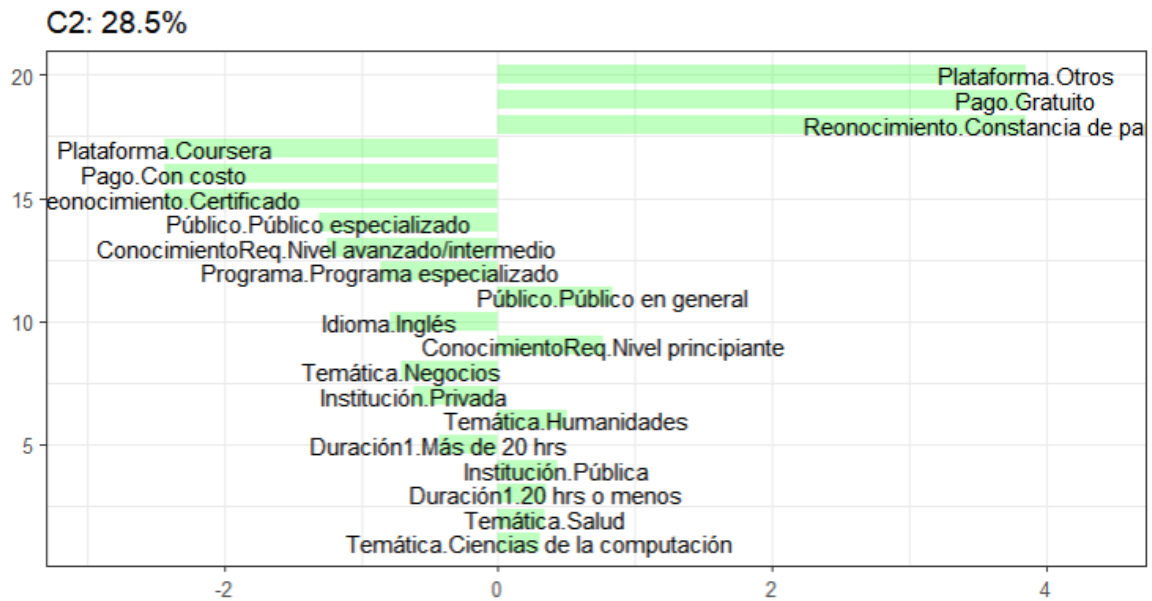 C2: 28.5%
20
Plataforma.Otros
Pago.Gratuito
Reonocimiento.Constancia de pa
Plataforma.Coursera
Pago.Con costo
15
eonocimiento.Certificado
Público.Público especializado
ConocimientoReq.Nivel avanzado/intermedio
Programa.Programa especializado
Público.Público en general
10
Idioma.Inglés
ConocimientoReq.Nivel principiante
Temática.Negocios
Institución.Privada
Temática.Humanidades
5
Duración1.Más de 20 hrs
Institución.Pública
Duración1.20 hrs o menos
Temática.Salud
Temática.Ciencias de la computación
-2 0 2 4